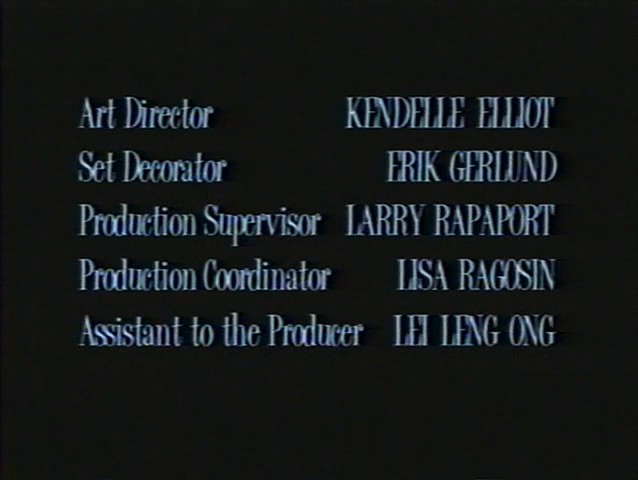 Art Director KENDELLE ELLIOT
Set Decorator ERIK GERLUND
Production Supervisor LARRY RAPAPORT
Production Coordinator LISA RAGOSIN
Assistant to the Producer LEI LENG ONG